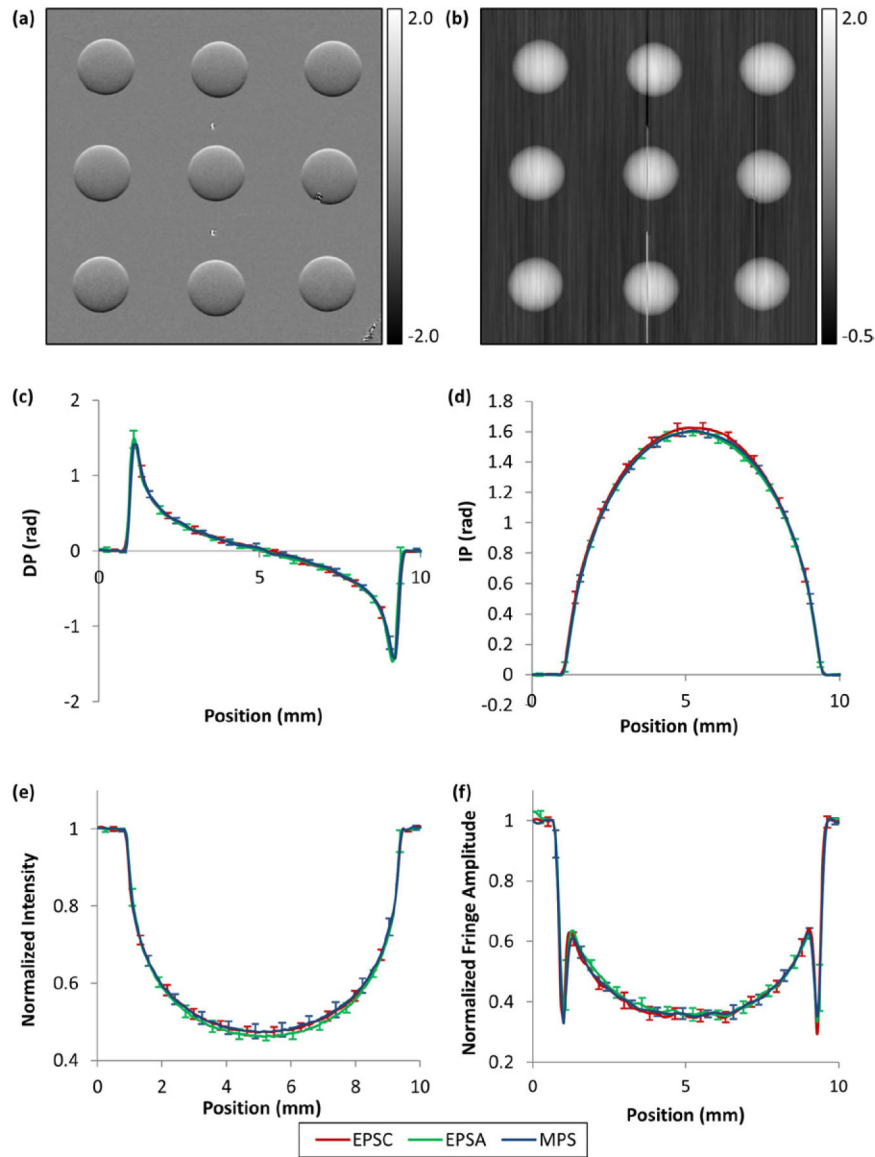 (a)
2.0
-2.0
(b)
2.0
-0.5
(c)
2
1
0
-1
-2
0
5
10
DP (rad)
Position (mm)
(d)
1.8
1.6
1.4
1.2
1
0.8
0.6
0.4
0.2
0
-0.2
0
5
10
IP (rad)
Position (mm)
(e)
1
0.8
0.6
0.4
0
2
4
6
8
10
Normalized Intensity
Position (mm)
(f)
1
0.8
0.6
0.4
0.2
0
5
10
Normalized Fringe Amplitude
Position (mm)
EPSC EPSA MPS